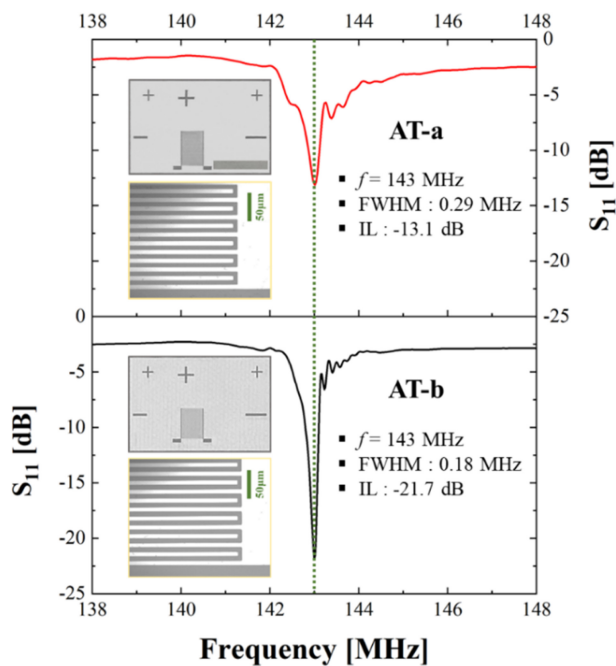 138 140 142 144 146 148
0
-5
-10
-15
-20
-25
S11 [dB]
AT-a
▪ f = 143 MHz
▪ FWHM : 0.29 MHz
▪ IL : -13.1 dB
50μm
0
-5
-10
-15
-20
-25
S11 [dB]
AT-b
▪ f = 143 MHz
▪ FWHM : 0.18 MHz
▪ IL : -21.7 dB
50μm
138 140 142 144 146 148
Frequency [MHz]